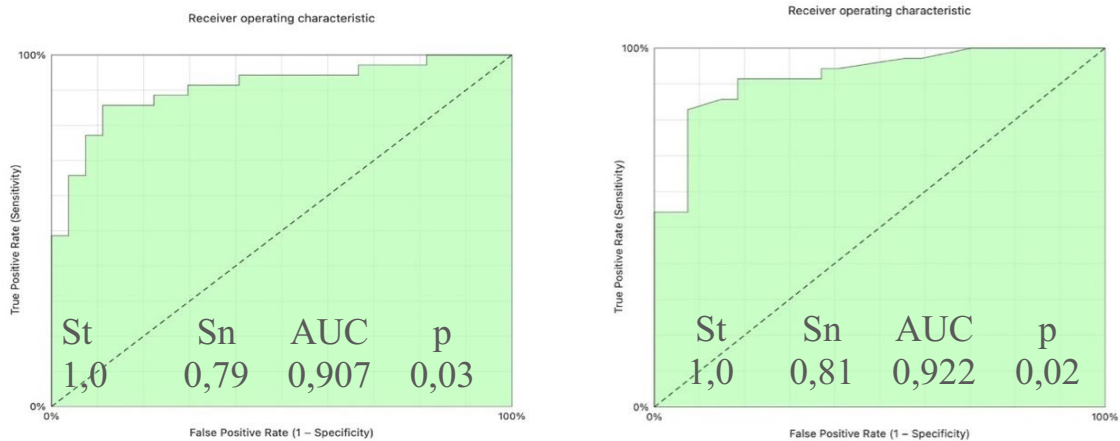 Receiver operating characteristic
100%
True Positive Rate (Sensitivity)
St Sn AUC p
1,0 0,79 0,907 0,03
0%
0% 100%
False Positive Rate (1 – Specificity)
Receiver operating characteristic
100%
True Positive Rate (Sensitivity)
St Sn AUC p
1,0 0,81 0,922 0,02
0%
0% 100%
False Positive Rate (1 – Specificity)